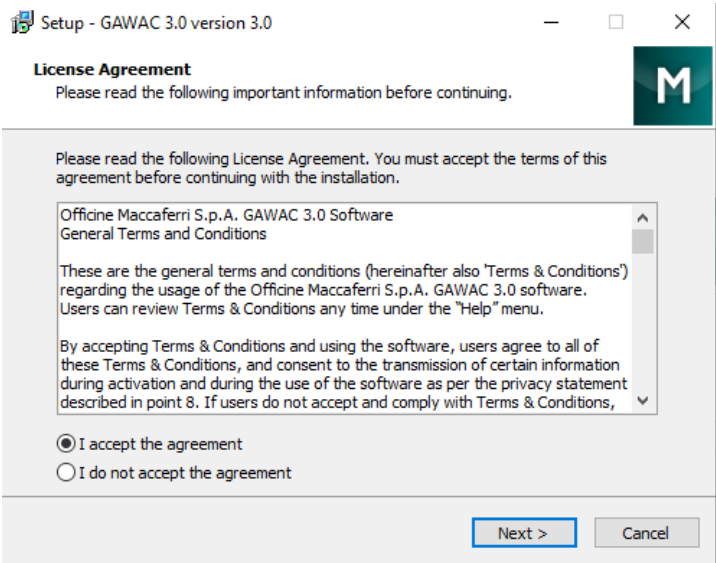 Setup - GAWAC 3.0 version 3.0
License Agreement
Please read the following important information before continuing.
M
Please read the following License Agreement. You must accept the terms of this
agreement before continuing with the installation.
Officine Maccaferri S.p.A. GAWAC 3.0 Software
General Terms and Conditions
These are the general terms and conditions (hereinafter also 'Terms & Conditions')
regarding the usage of the Officine Maccaferri S.p.A. GAWAC 3.0 software.
Users can review Terms & Conditions any time under the “Help” menu.
By accepting Terms & Conditions and using the software, users agree to all of
these Terms & Conditions, and consent to the transmission of certain information
during activation and during the use of the software as per the privacy statement
described in point 8. If users do not accept and comply with Terms & Conditions,
I accept the agreement
I do not accept the agreement
Next >
Cancel